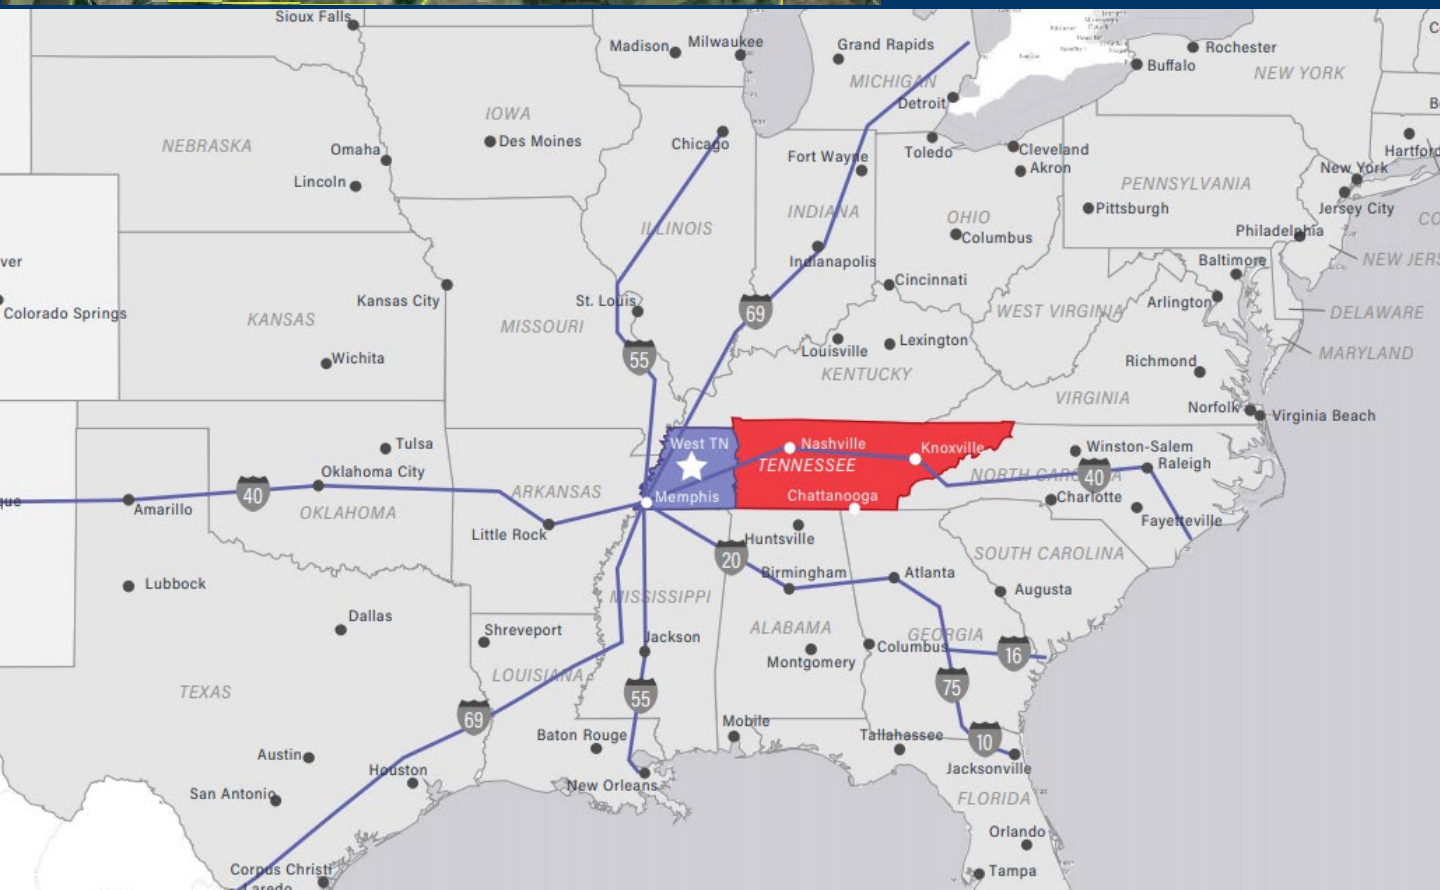 Sioux Falls
Madison
Milwaukee
Grand Rapids
Rochester
Buffalo
NEW YORK
MICHIGAN
Detroit
IOWA
Des Moines
NEBRASKA
Omaha
Lincoln
Chicago
Fort Wayne
Toledo
Cleveland
Akron
Hartford
New York
Jersey City
PENNSYLVANIA
Pittsburgh
Philadelphia
ILLINOIS
INDIANA
OHIO
Columbus
Indianapolis
Cincinnati
Baltimore
NEW JERS
CO
ver
Colorado Springs
Kansas City
KANSAS
Wichita
St. Louis
MISSOURI
69
55
Louisville
Lexington
KENTUCKY
WEST VIRGINIA
Arlington
DELAWARE
MARYLAND
Richmond
VIRGINIA
Norfolk
Virginia Beach
Tulsa
Oklahoma City
40
OKLAHOMA
Amarillo
que
ARKANSAS
Little Rock
West TN
Memphis
Nashville
TENNESSEE
Knoxville
Chattanooga
Winston-Salem
Raleigh
NORTH CAROLINA
40
Charlotte
Fayetteville
Lubbock
Dallas
Shreveport
LOUISIANA
MISSISSIPPI
Jackson
Huntsville
20
Birmingham
Atlanta
SOUTH CAROLINA
Augusta
ALABAMA
Montgomery
GEORGIA
Columbus
16
75
TEXAS
69
55
Austin
Houston
San Antonio
Baton Rouge
New Orleans
Mobile
Tallahassee
10
Jacksonville
FLORIDA
Orlando
Tampa
Corpus Christi
Laredo